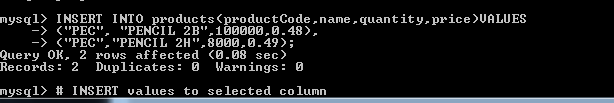 mysql> INSERT INTO products(productCode,name,quantity,price)VALUES
    -> ("PEC", "PENCIL 2B",100000,0.48),
    -> ("PEC","PENCIL 2H",8000,0.49);
Query OK, 2 rows affected (0.08 sec)
Records: 2  Duplicates: 0  Warnings: 0
mysql> # INSERT values to selected column